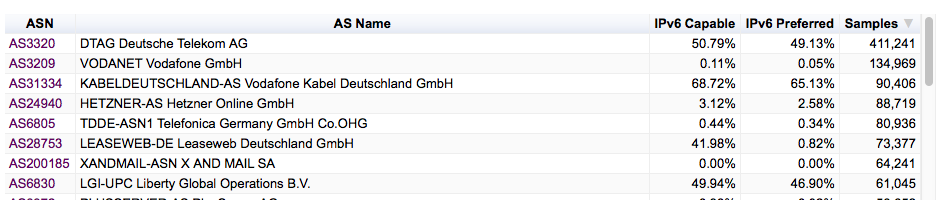 ASN AS Name IPv6 Capable IPv6 Preferred Samples
AS3320 DTAG Deutsche Telekom AG 50.79% 49.13% 411,241
AS3209 VODANET Vodafone GmbH 0.11% 0.05% 134,969
AS31334 KABELDEUTSCHLAND-AS Vodafone Kabel Deutschland GmbH 68.72% 65.13% 90,406
AS24940 HETZNER-AS Hetzner Online GmbH 3.12% 2.58% 88,719
AS6805 TDDE-ASN1 Telefonica Germany GmbH Co.OHG 0.44% 0.34% 80,936
AS28753 LEASEWEB-DE Leaseweb Deutschland GmbH 41.98% 0.82% 73,377
AS200185 XANDMAIL-ASN X AND MAIL SA 0.00% 0.00% 64,241
AS6830 LGI-UPC Liberty Global Operations B.V. 49.94% 46.90% 61,045